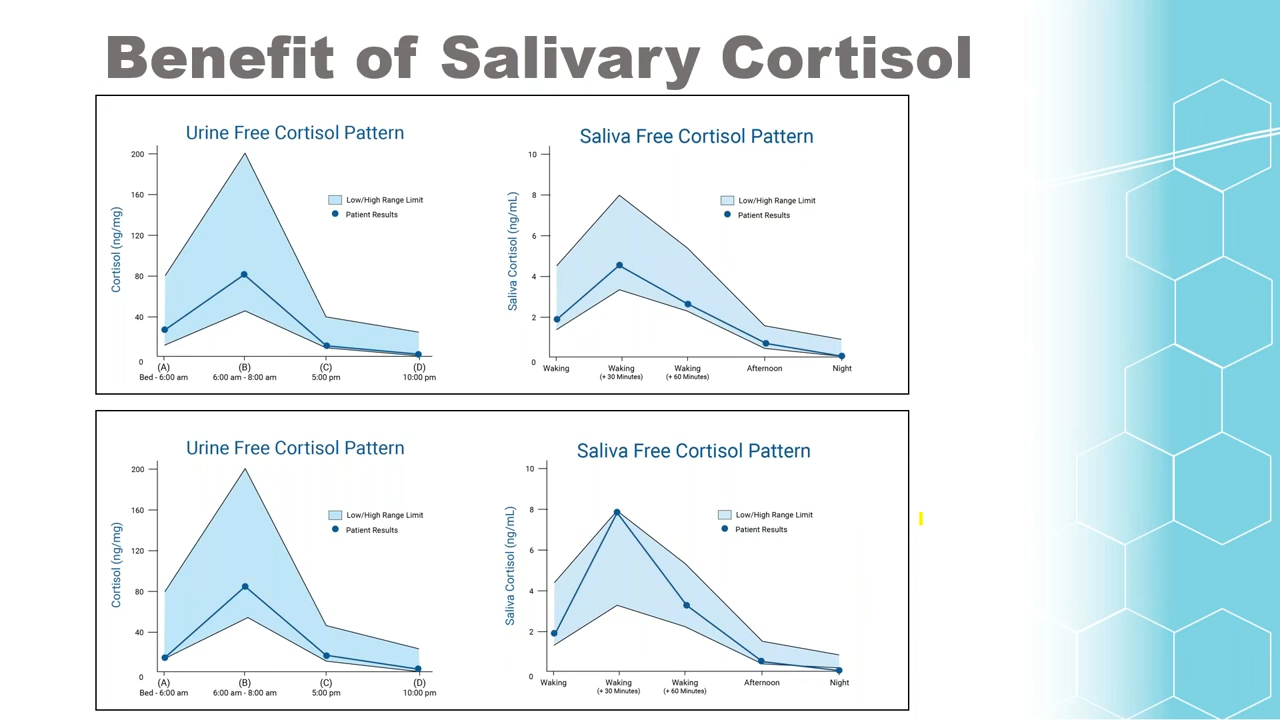 Benefit of Salivary Cortisol
Urine Free Cortisol Pattern
200
160
120
80
40
0
Cortisol (ng/mg)
Low/High Range Limit
Patient Results
(A)
Bed - 6:00 am
(B)
6:00 am - 8:00 am
(C)
5:00 pm
(D)
10:00 pm
Saliva Free Cortisol Pattern
10
8
6
4
2
0
Saliva Cortisol (ng/mL)
Low/High Range Limit
Patient Results
Waking
Waking
(+ 30 Minutes)
Waking
(+ 60 Minutes)
Afternoon
Night
Urine Free Cortisol Pattern
200
160
120
80
40
0
Cortisol (ng/mg)
Low/High Range Limit
Patient Results
(A)
Bed - 6:00 am
(B)
6:00 am - 8:00 am
(C)
5:00 pm
(D)
10:00 pm
Saliva Free Cortisol Pattern
10
8
6
4
2
0
Saliva Cortisol (ng/mL)
Low/High Range Limit
Patient Results
Waking
Waking
(+ 30 Minutes)
Waking
(+ 60 Minutes)
Afternoon
Night